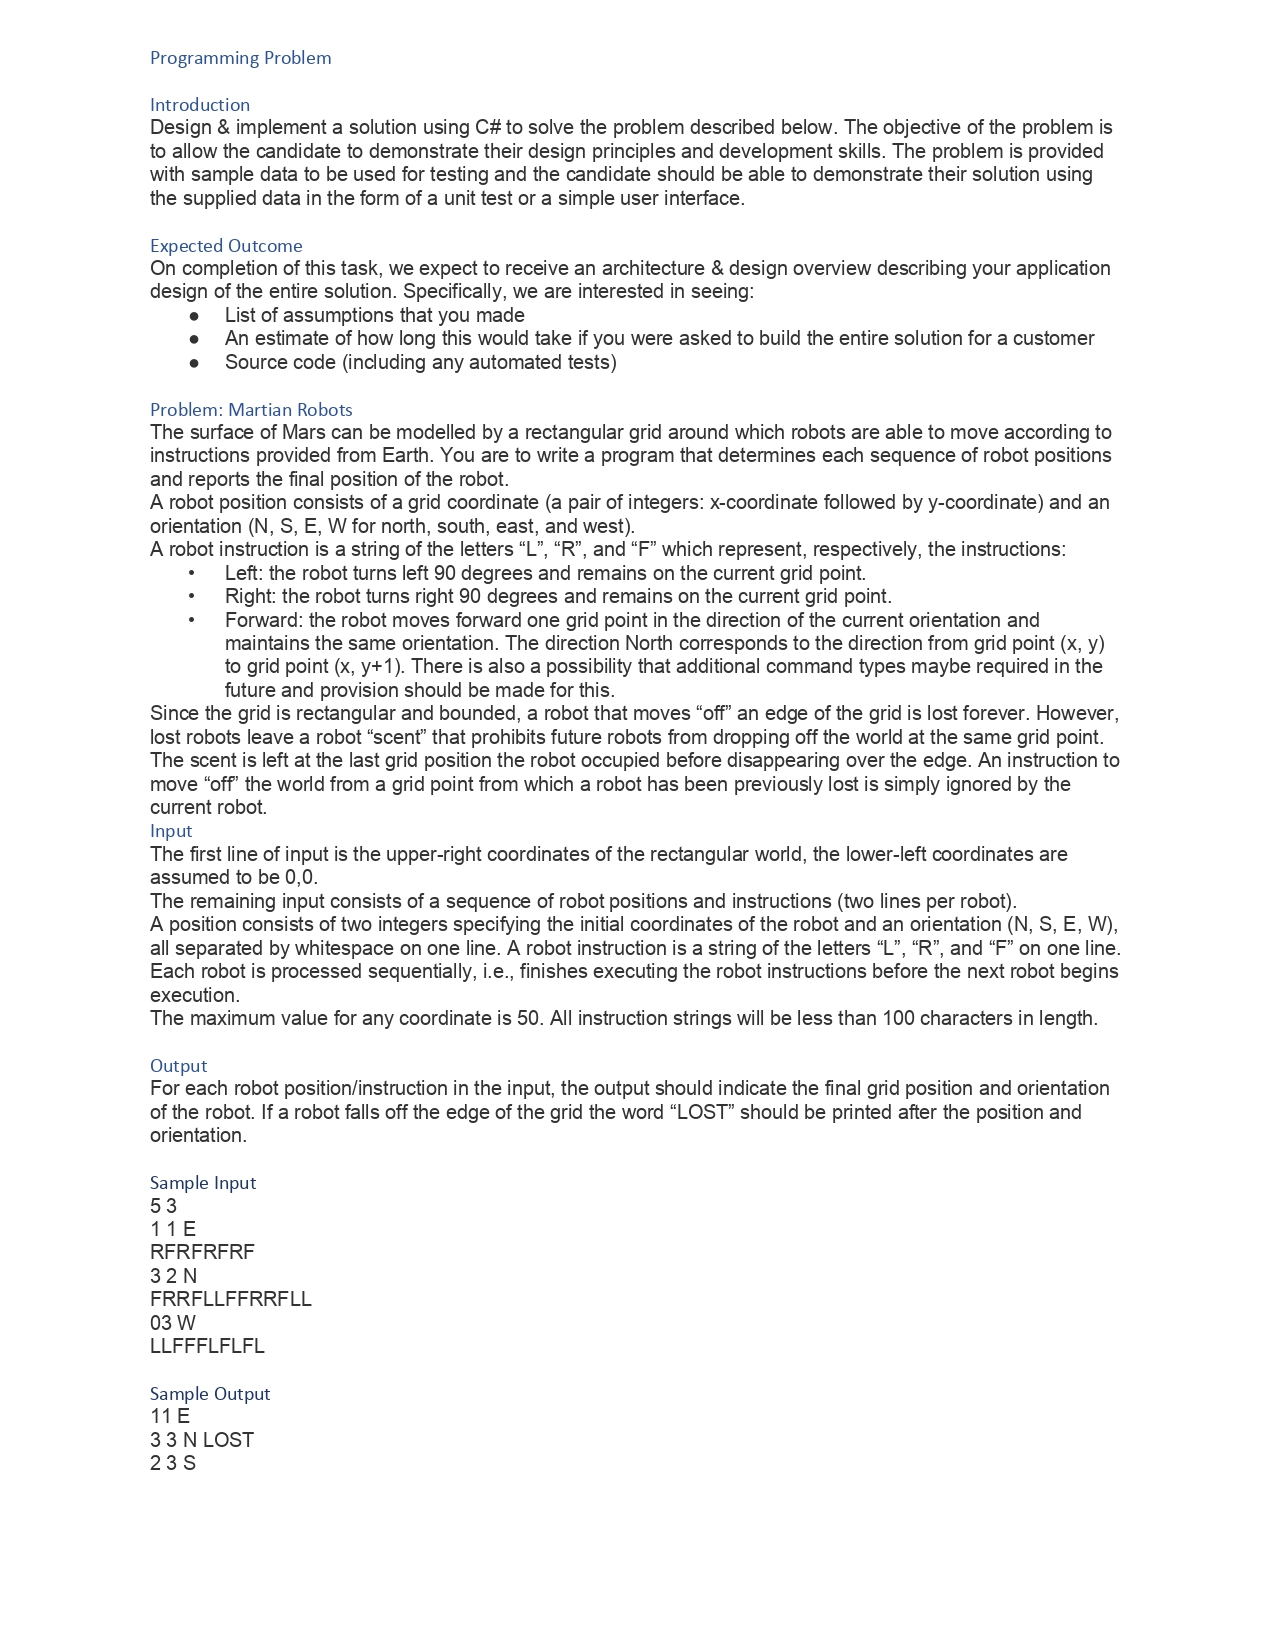 Programming Problem
Introduction
Design & implement a solution using C# to solve the problem described below. The objective of the problem is
to allow the candidate to demonstrate their design principles and development skills. The problem is provided
with sample data to be used for testing and the candidate should be able to demonstrate their solution using
the supplied data in the form of a unit test or a simple user interface.
Expected Outcome
On completion of this task, we expect to receive an architecture & design overview describing your application
design of the entire solution. Specifically, we are interested in seeing:
● List of assumptions that you made
● An estimate of how long this would take if you were asked to build the entire solution for a customer
● Source code (including any automated tests)
Problem: Martian Robots
The surface of Mars can be modelled by a rectangular grid around which robots are able to move according to
instructions provided from Earth. You are to write a program that determines each sequence of robot positions
and reports the final position of the robot.
A robot position consists of a grid coordinate (a pair of integers: x-coordinate followed by y-coordinate) and an
orientation (N, S, E, W for north, south, east, and west).
A robot instruction is a string of the letters “L”, “R”, and “F” which represent, respectively, the instructions:
• Left: the robot turns left 90 degrees and remains on the current grid point.
• Right: the robot turns right 90 degrees and remains on the current grid point.
• Forward: the robot moves forward one grid point in the direction of the current orientation and
maintains the same orientation. The direction North corresponds to the direction from grid point (x, y)
to grid point (x, y+1). There is also a possibility that additional command types maybe required in the
future and provision should be made for this.
Since the grid is rectangular and bounded, a robot that moves “off” an edge of the grid is lost forever. However,
lost robots leave a robot “scent” that prohibits future robots from dropping off the world at the same grid point.
The scent is left at the last grid position the robot occupied before disappearing over the edge. An instruction to
move “off” the world from a grid point from which a robot has been previously lost is simply ignored by the
current robot.
Input
The first line of input is the upper-right coordinates of the rectangular world, the lower-left coordinates are
assumed to be 0,0.
The remaining input consists of a sequence of robot positions and instructions (two lines per robot).
A position consists of two integers specifying the initial coordinates of the robot and an orientation (N, S, E, W),
all separated by whitespace on one line. A robot instruction is a string of the letters “L”, “R”, and “F” on one line.
Each robot is processed sequentially, i.e., finishes executing the robot instructions before the next robot begins
execution.
The maximum value for any coordinate is 50. All instruction strings will be less than 100 characters in length.
Output
For each robot position/instruction in the input, the output should indicate the final grid position and orientation
of the robot. If a robot falls off the edge of the grid the word “LOST” should be printed after the position and
orientation.
Sample Input
5 3
1 1 E
RFRFRFRF
3 2 N
FRRFLLFFRRFLL
03 W
LLFFFLFLFL
Sample Output
11 E
3 3 N LOST
2 3 S